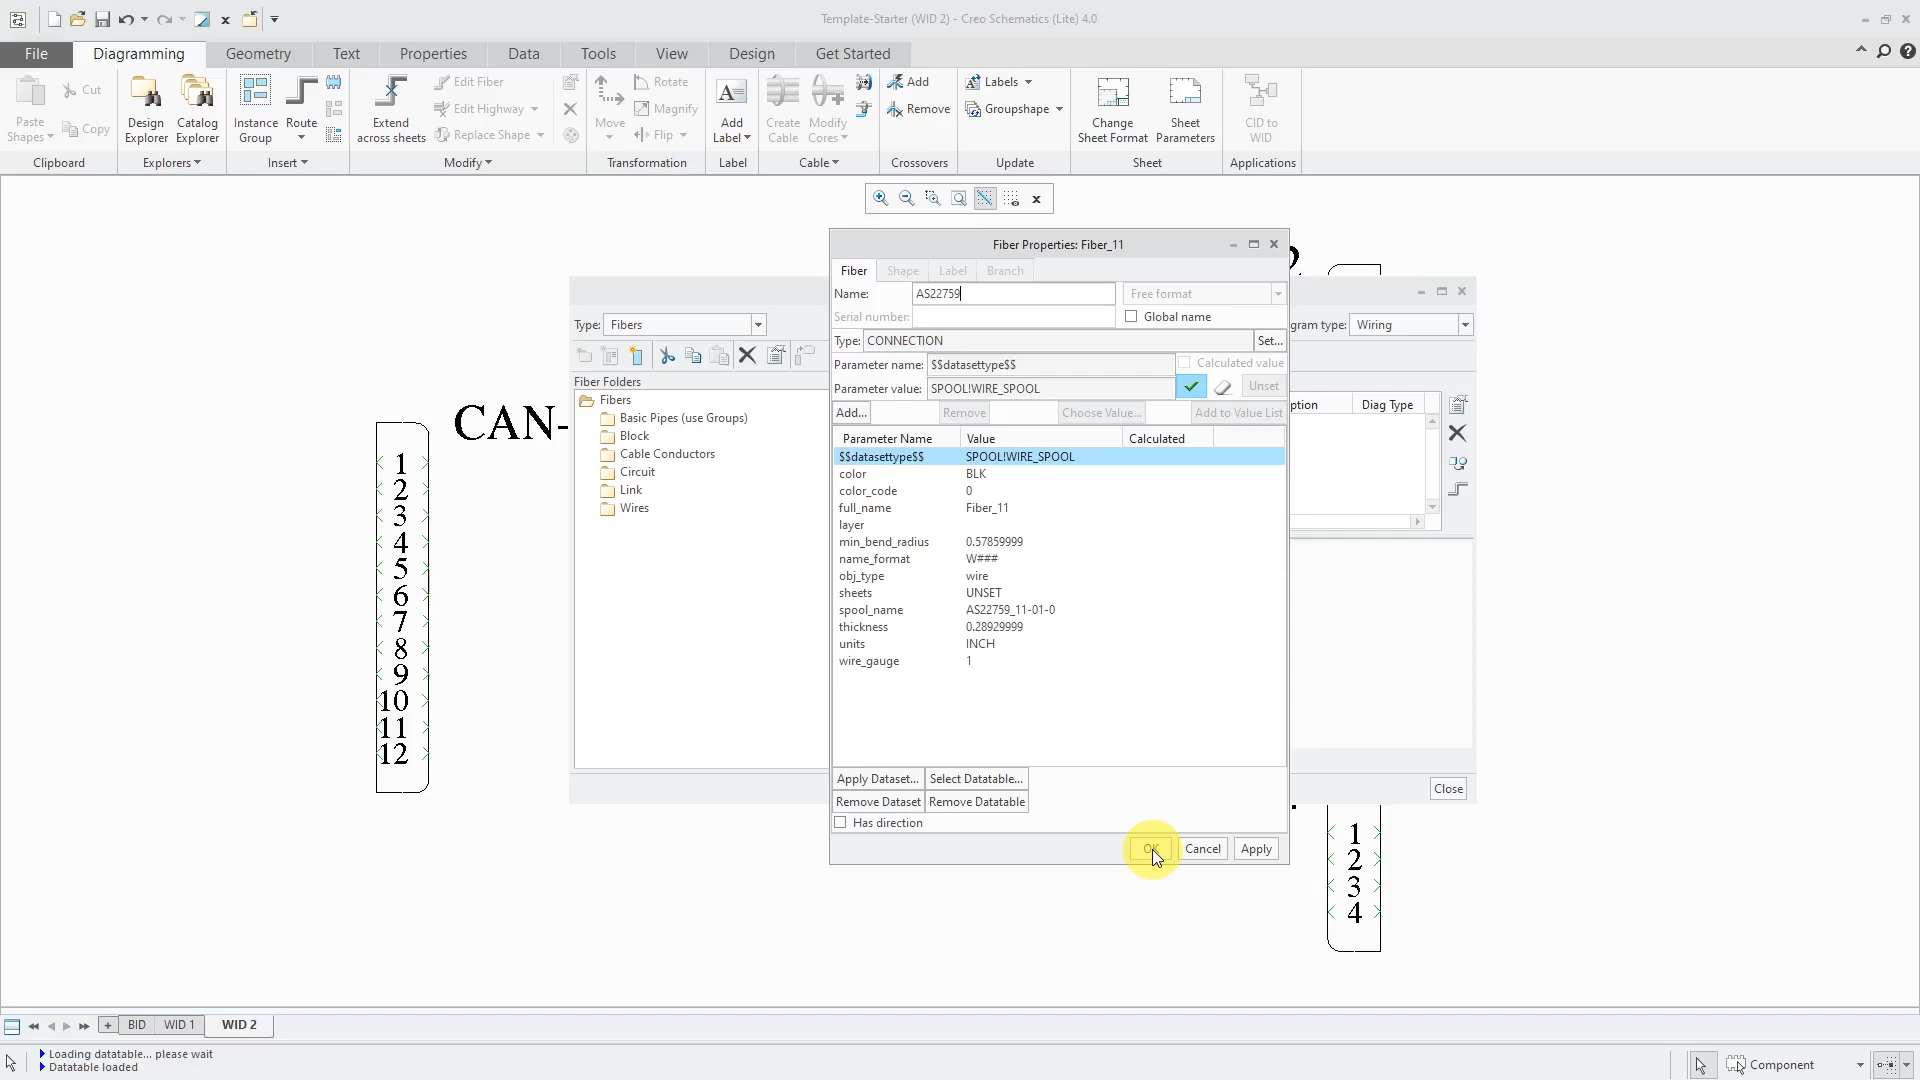 Template-Starter (WID 2) - Creo Schematics (Lite) 4.0
File Diagramming Geometry Text Properties Data Tools View Design Get Started
Paste Shapes Cut Copy
Design Explorer Catalog Explorer
Instance Group Route
Extend across sheets Edit Fiber Edit Highway Replace Shape
Move Rotate Magnify Flip
Add Label
Create Cable Modify Cores
Add Remove
Labels Groupshape
Change Sheet Format Sheet Parameters
CID to WID
Clipboard Explorers Insert Modify Transformation Label Cable Crossovers Update Sheet Applications
CAN-
1
2
3
4
5
6
7
8
9
10
11
12
Type: Fibers
Fiber Folders
Fibers
Basic Pipes (use Groups)
Block
Cable Conductors
Circuit
Link
Wires
Fiber Properties: Fiber_11
Fiber Shape Label Branch
Name: AS22759 Free format
Serial number: Global name
Type: CONNECTION Set...
Parameter name: $$datasettype$$ Calculated value
Parameter value: SPOOL!WIRE_SPOOL Unset
Add... Remove Choose Value... Add to Value List
Parameter Name Value Calculated
$$datasettype$$ SPOOL!WIRE_SPOOL
color BLK
color_code 0
full_name Fiber_11
layer
min_bend_radius 0.57859999
name_format W###
obj_type wire
sheets UNSET
spool_name AS22759_11-01-0
thickness 0.28929999
units INCH
wire_gauge 1
Apply Dataset... Select Datatable...
Remove Dataset Remove Datatable
Has direction
OK Cancel Apply
gram type: Wiring
ption Diag Type
Close
1
2
3
4
BID WID 1 WID 2
Loading datatable... please wait
Datatable loaded
Component